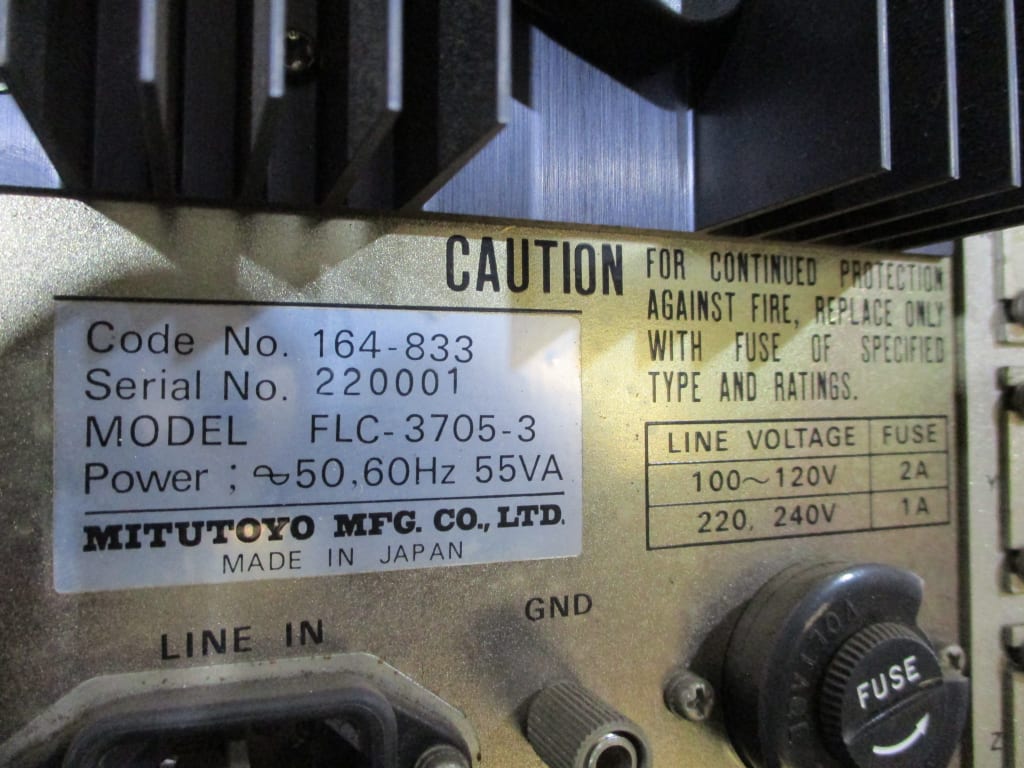 CAUTION
FOR CONTINUED PROTECTION
AGAINST FIRE, REPLACE ONLY
WITH FUSE OF SPECIFIED
TYPE AND RATINGS.
Code No. 164-833
Serial No. 220001
MODEL FLC-3705-3
Power ; ∿50,60Hz 55VA
MITUTOYO MFG. CO., LTD.
MADE IN JAPAN
LINE VOLTAGE FUSE
100~120V 2A
220, 240V 1A
LINE IN
GND
FUSE
Y
Z